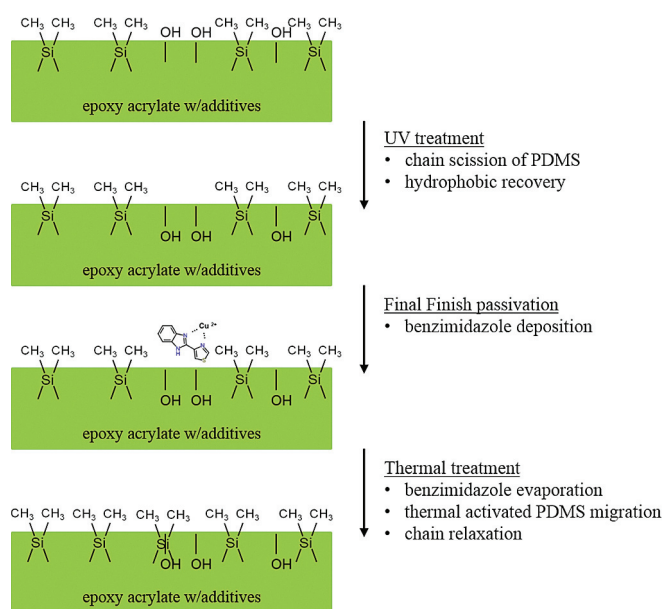 CH3 CH3 CH3 CH3 OH OH CH3 CH3 OH CH3 CH3
Si Si Si Si
epoxy acrylate w/additives
UV treatment
• chain scission of PDMS
• hydrophobic recovery
CH3 CH3 CH3 CH3 CH3 CH3 CH3 CH3
Si Si Si Si
OH OH OH
epoxy acrylate w/additives
Final Finish passivation
• benzimidazole deposition
Cu 2+
N N
NH S
CH3 CH3 CH3 CH3 CH3 CH3 CH3 CH3
Si Si Si Si
OH OH OH
epoxy acrylate w/additives
Thermal treatment
• benzimidazole evaporation
• thermal activated PDMS migration
• chain relaxation
CH3 CH3 CH3 CH3 CH3 CH3 CH3 CH3 CH3 CH3
Si Si Si Si Si
OH OH OH
epoxy acrylate w/additives